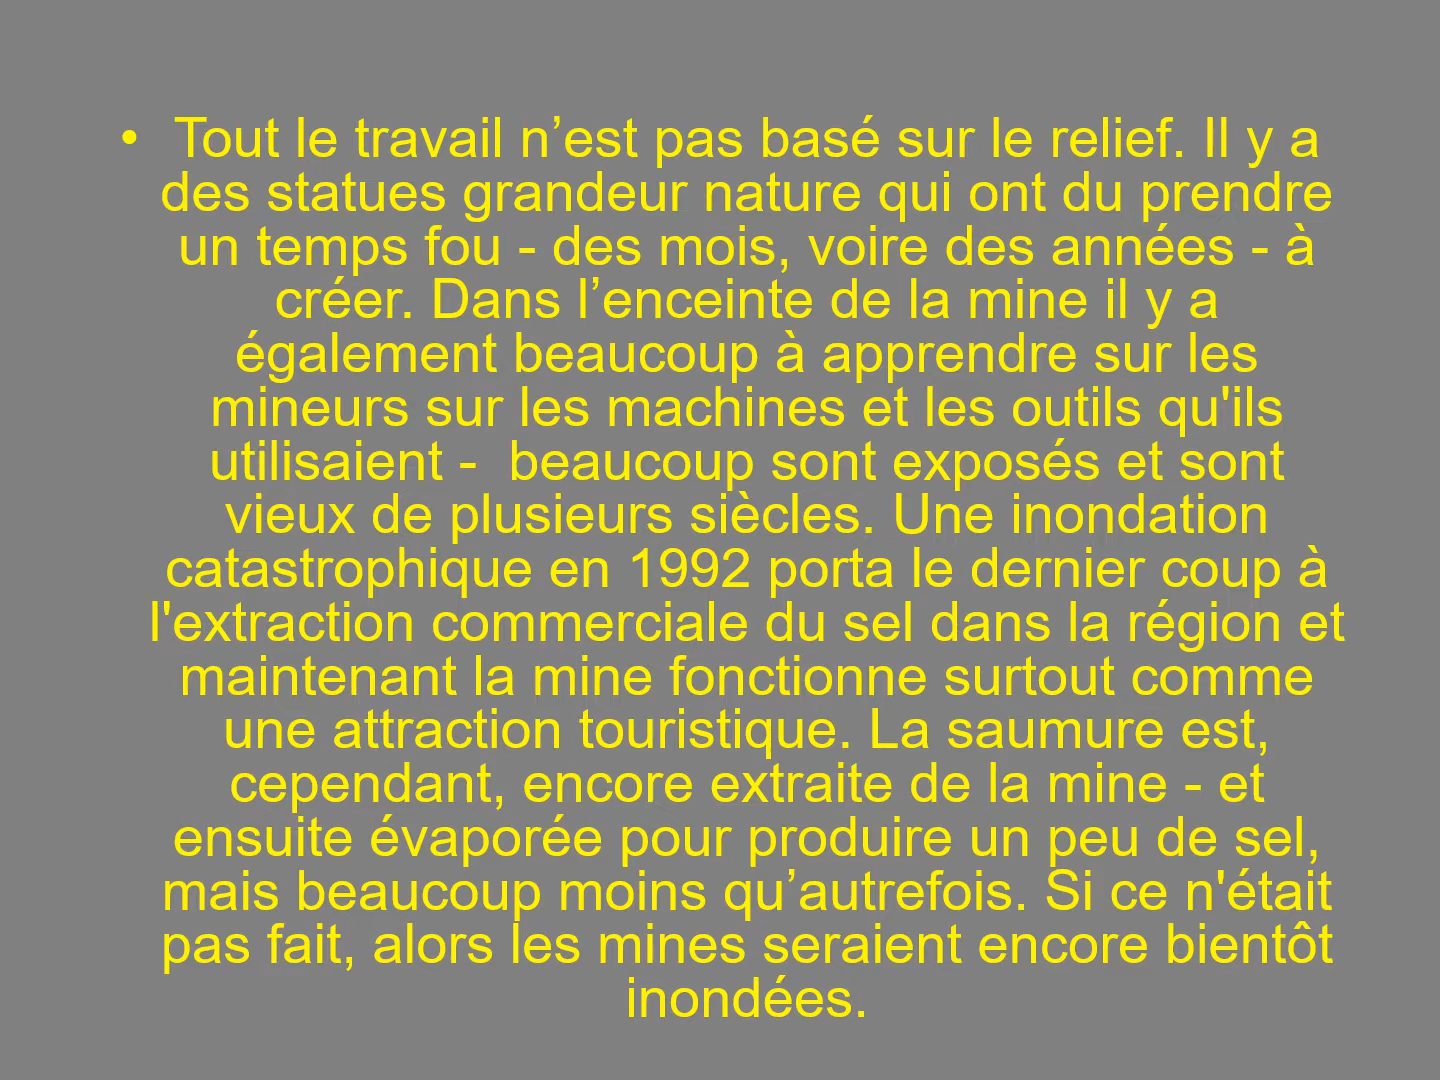 • Tout le travail n’est pas basé sur le relief. Il y a
des statues grandeur nature qui ont du prendre
un temps fou - des mois, voire des années - à
créer. Dans l’enceinte de la mine il y a
également beaucoup à apprendre sur les
mineurs sur les machines et les outils qu'ils
utilisaient -  beaucoup sont exposés et sont
vieux de plusieurs siècles. Une inondation
catastrophique en 1992 porta le dernier coup à
l'extraction commerciale du sel dans la région et
maintenant la mine fonctionne surtout comme
une attraction touristique. La saumure est,
cependant, encore extraite de la mine - et
ensuite évaporée pour produire un peu de sel,
mais beaucoup moins qu’autrefois. Si ce n'était
pas fait, alors les mines seraient encore bientôt
inondées.